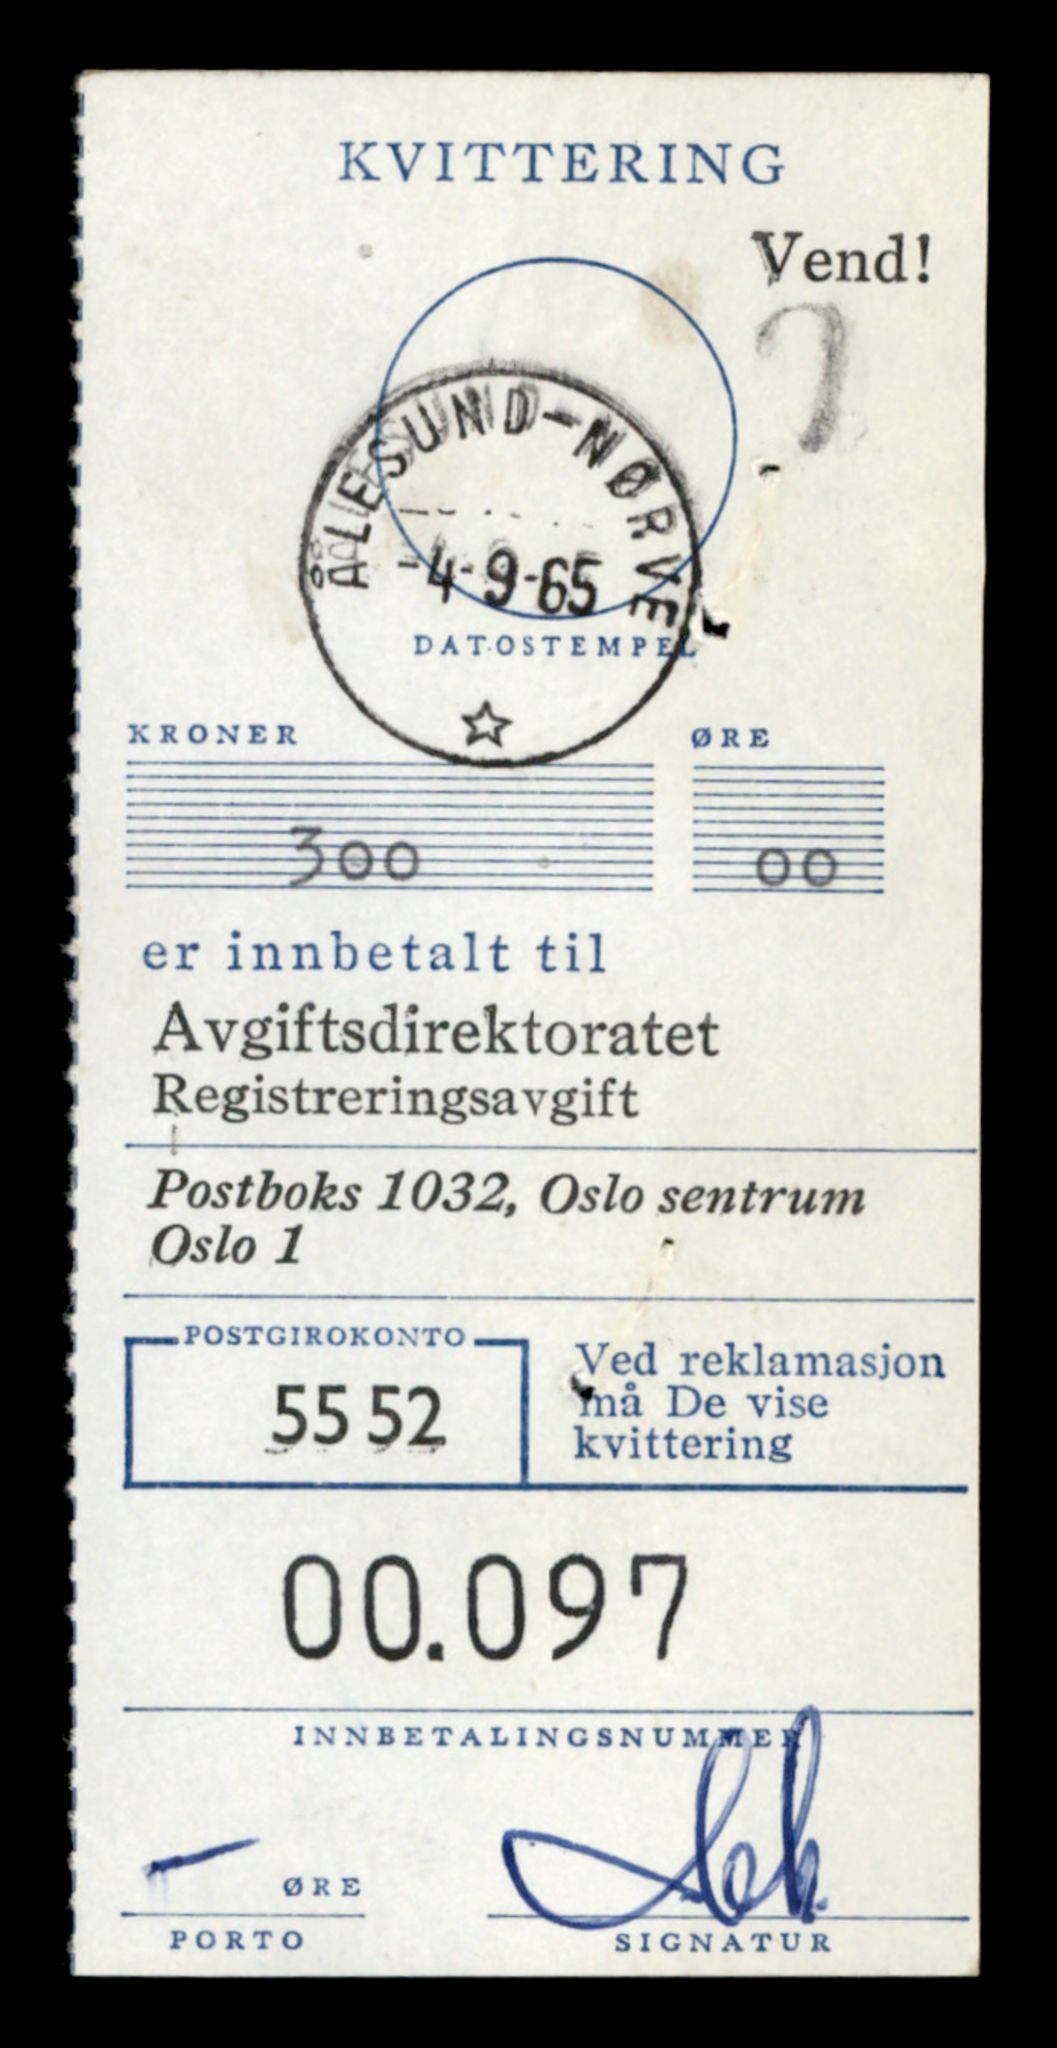 KVITTERING
Vend!
7
ÅLESUND-NØRVE
-4-9-65
DATOSTEMPEL
KRONER ØRE
300 00
er innbetalt til
Avgiftsdirektoratet
Registreringsavgift
Postboks 1032, Oslo sentrum
Oslo 1
POSTGIROKONTO
55 52
Ved reklamasjon
må De vise
kvittering
00.097
INNBETALINGSNUMMER
— ØRE
PORTO
SIGNATUR